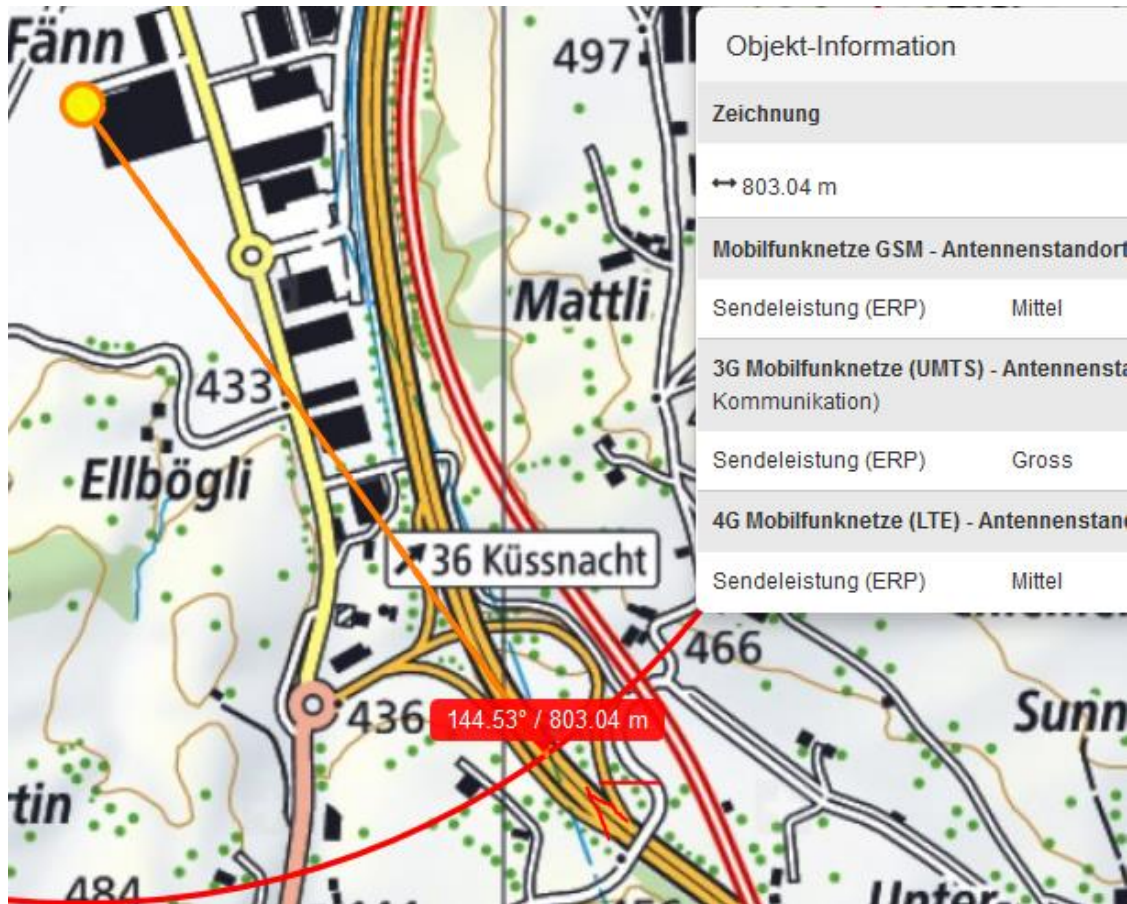 Fänn
497
Objekt-Information
Zeichnung
803.04 m
Mobilfunknetze GSM - Antennenstandort
Mattli
Sendeleistung (ERP) Mittel
3G Mobilfunknetze (UMTS) - Antennensta
Kommunikation)
433
Sendeleistung (ERP) Gross
Ellbögli
4G Mobilfunknetze (LTE) - Antennenstand
36 Küssnacht
Sendeleistung (ERP) Mittel
466
436
144.53° / 803.04 m
Sunn
tin
484
Unter-